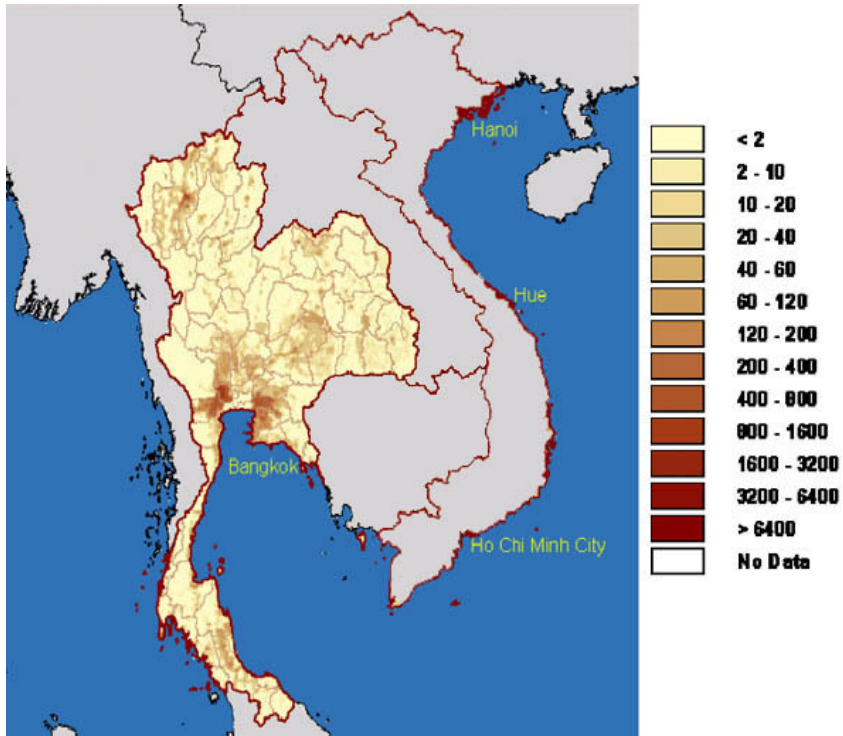 Hanoi
Hue
Bangkok
Ho Chi Minh City
< 2
2 - 10
10 - 20
20 - 40
40 - 60
60 - 120
120 - 200
200 - 400
400 - 800
800 - 1600
1600 - 3200
3200 - 6400
> 6400
No Data